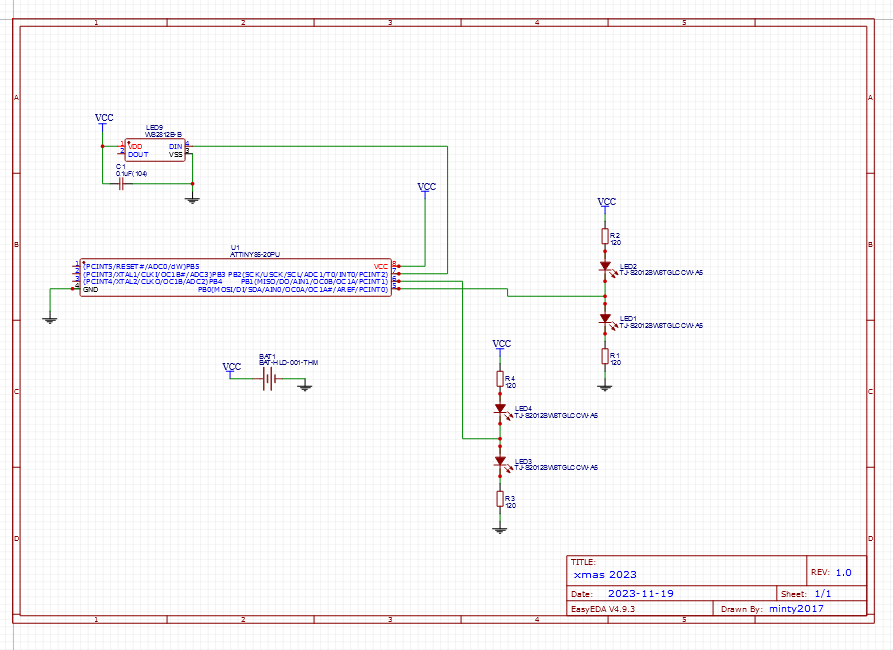 1 2 3 4 5
A A
VCC
LED9
WS2812B-B
1 VDD DIN 4
2 DOUT VSS 3
C1
0.1uF(104)
VCC
VCC
B B
R2
120
U1
ATTINY85-20PU
LED2
TJ-S2012SW6TGLCCW-A5
1 (PCINT5/RESET#/ADC0/dW)PB5 VCC 8
2 (PCINT3/XTAL1/CLKI/OC1B#/ADC3)PB3 PB2(SCK/USCK/SCL/ADC1/T0/INT0/PCINT2) 7
3 (PCINT4/XTAL2/CLKO/OC1B/ADC2)PB4 PB1(MISO/DO/AIN1/OC0B/OC1A/PCINT1) 6
4 GND PB0(MOSI/DI/SDA/AIN0/OC0A/OC1A#/AREF/PCINT0) 5
LED1
TJ-S2012SW6TGLCCW-A5
VCC
R1
120
BAT1
BAT-HLD-001-THM
VCC
R4
120
C C
LED4
TJ-S2012SW6TGLCCW-A5
LED3
TJ-S2012SW6TGLCCW-A5
R3
120
D D
TITLE:
xmas 2023
REV: 1.0
Date: 2023-11-19
Sheet: 1/1
EasyEDA V4.9.3
Drawn By: minty2017
1 2 3 4 5